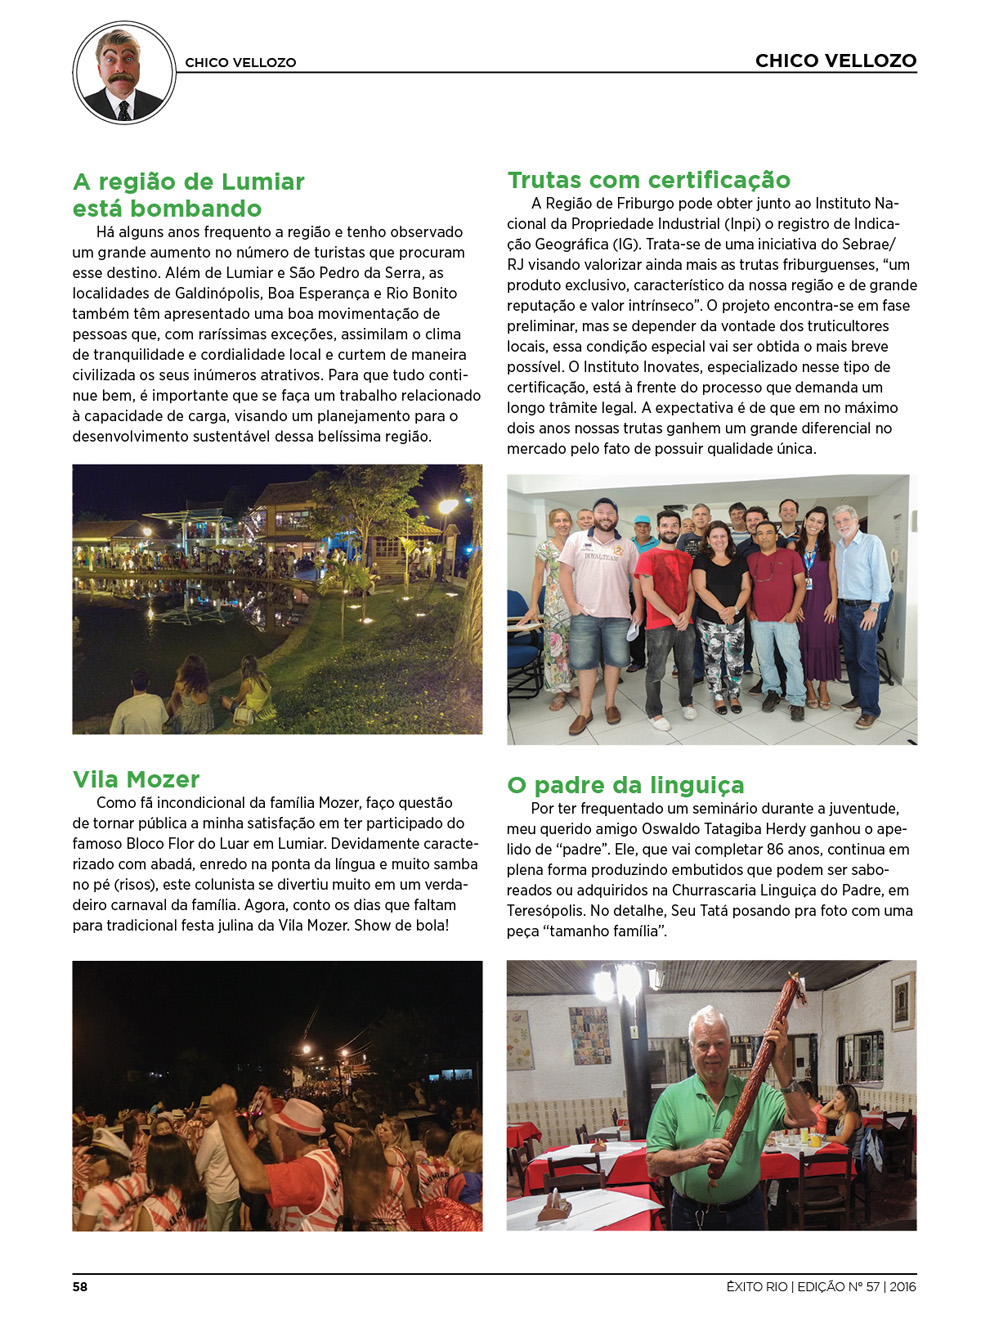 CHICO VELLOZO
CHICO VELLOZO
A região de Lumiar
está bombando
Há alguns anos frequento a região e tenho observado
um grande aumento no número de turistas que procuram
esse destino. Além de Lumiar e São Pedro da Serra, as
localidades de Galdinópolis, Boa Esperança e Rio Bonito
também têm apresentado uma boa movimentação de
pessoas que, com raríssimas exceções, assimilam o clima
de tranquilidade e cordialidade local e curtem de maneira
civilizada os seus inúmeros atrativos. Para que tudo conti-
nue bem, é importante que se faça um trabalho relacionado
à capacidade de carga, visando um planejamento para o
desenvolvimento sustentável dessa belíssima região.
Vila Mozer
Como fã incondicional da família Mozer, faço questão
de tornar pública a minha satisfação em ter participado do
famoso Bloco Flor do Luar em Lumiar. Devidamente caracte-
rizado com abadá, enredo na ponta da língua e muito samba
no pé (risos), este colunista se divertiu muito em um verda-
deiro carnaval da família. Agora, conto os dias que faltam
para tradicional festa julina da Vila Mozer. Show de bola!
Trutas com certificação
A Região de Friburgo pode obter junto ao Instituto Na-
cional da Propriedade Industrial (Inpi) o registro de Indica-
ção Geográfica (IG). Trata-se de uma iniciativa do Sebrae/
RJ visando valorizar ainda mais as trutas friburguenses, “um
produto exclusivo, característico da nossa região e de grande
reputação e valor intrínseco”. O projeto encontra-se em fase
preliminar, mas se depender da vontade dos truticultores
locais, essa condição especial vai ser obtida o mais breve
possível. O Instituto Inovates, especializado nesse tipo de
certificação, está à frente do processo que demanda um
longo trâmite legal. A expectativa é de que em no máximo
dois anos nossas trutas ganhem um grande diferencial no
mercado pelo fato de possuir qualidade única.
O padre da linguiça
Por ter frequentado um seminário durante a juventude,
meu querido amigo Oswaldo Tatagiba Herdy ganhou o ape-
lido de “padre”. Ele, que vai completar 86 anos, continua em
plena forma produzindo embutidos que podem ser sabo-
reados ou adquiridos na Churrascaria Linguiça do Padre, em
Teresópolis. No detalhe, Seu Tatá posando pra foto com uma
peça “tamanho família”.
58
ÊXITO RIO | EDIÇÃO Nº 57 | 2016